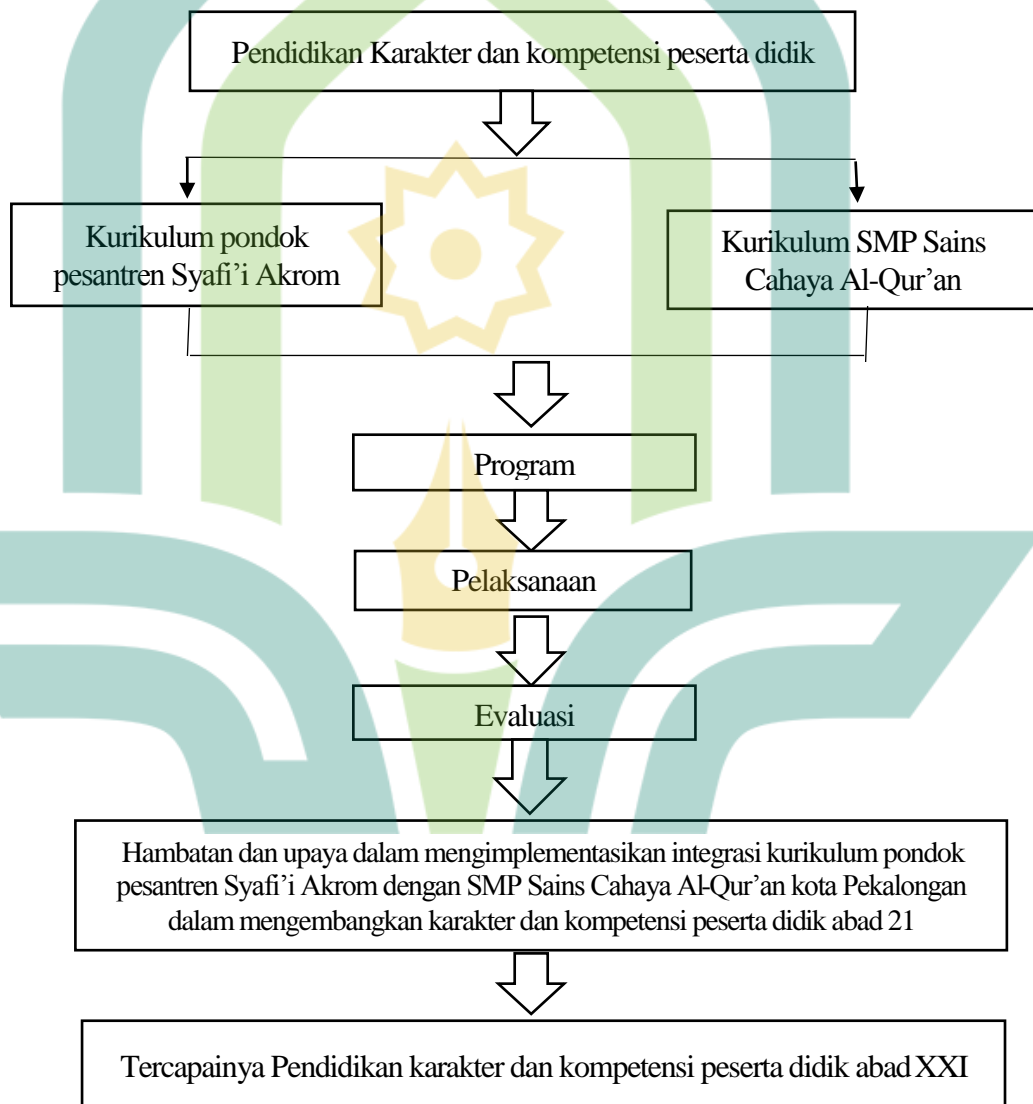 Pendidikan Karakter dan kompetensi peserta didik
Kurikulum pondok
pesantren Syafi’i Akrom
Kurikulum SMP Sains
Cahaya Al-Qur’an
Program
Pelaksanaan
Evaluasi
Hambatan dan upaya dalam mengimplementasikan integrasi kurikulum pondok
pesantren Syafi’i Akrom dengan SMP Sains Cahaya Al-Qur’an kota Pekalongan
dalam mengembangkan karakter dan kompetensi peserta didik abad 21
Tercapainya Pendidikan karakter dan kompetensi peserta didik abad XXI